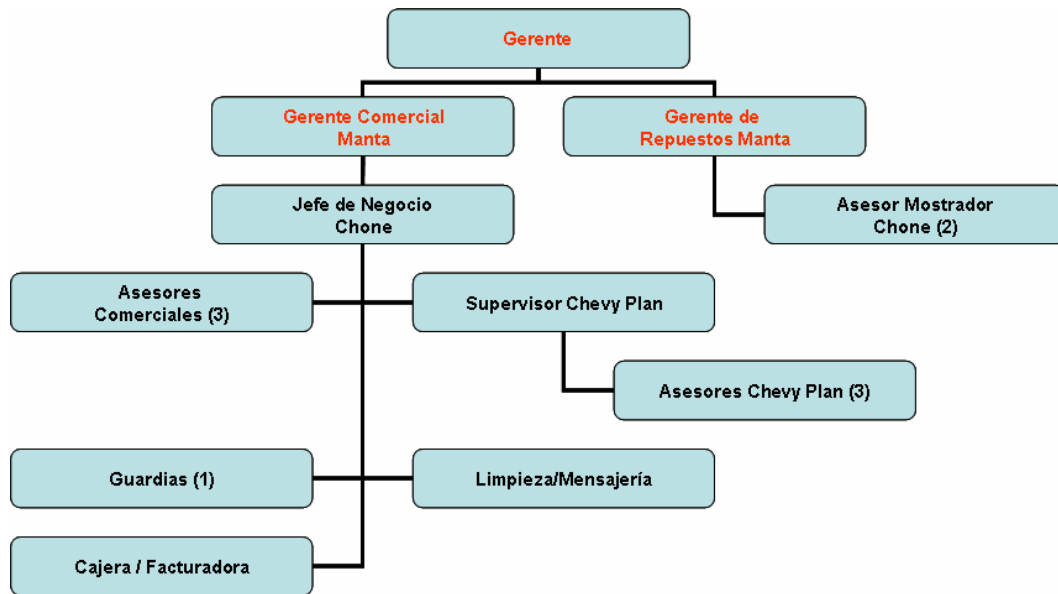 Gerente
Gerente Comercial
Manta
Gerente de
Repuestos Manta
Jefe de Negocio
Chone
Asesor Mostrador
Chone (2)
Asesores
Comerciales (3)
Supervisor Chevy Plan
Asesores Chevy Plan (3)
Guardias (1)
Limpieza/Mensajería
Cajera / Facturadora